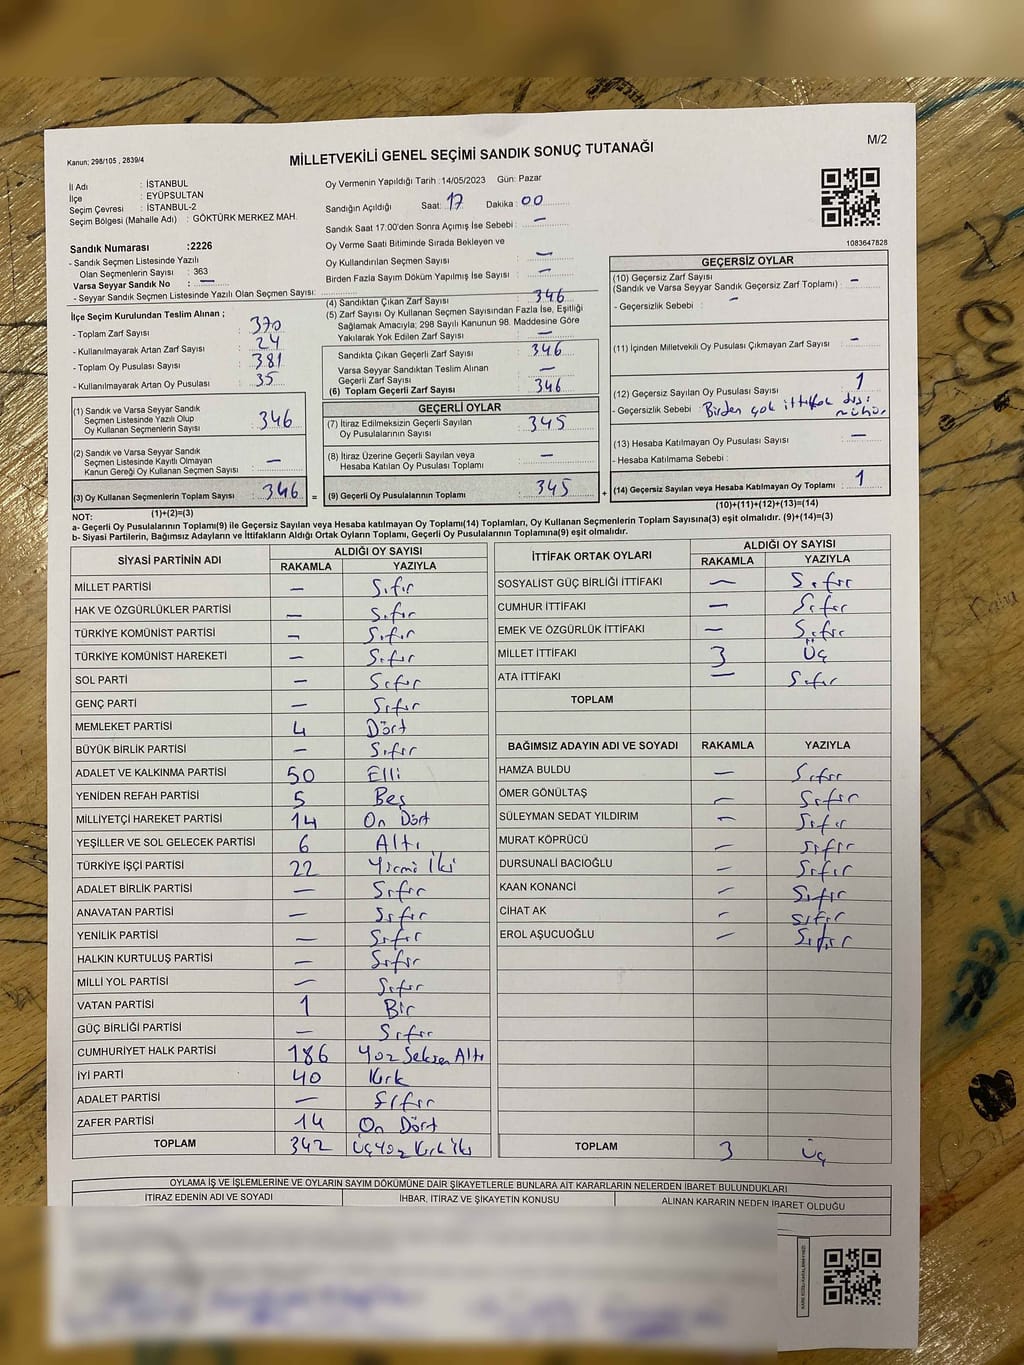 Kanun; 298/105 , 2839/4
M/2
MİLLETVEKİLİ GENEL SEÇİMİ SANDIK SONUÇ TUTANAĞI
İl Adı : İSTANBUL
İlçe : EYÜPSULTAN
Seçim Çevresi : İSTANBUL-2
Seçim Bölgesi (Mahalle Adı) : GÖKTÜRK MERKEZ MAH.
Sandık Numarası :2226
- Sandık Seçmen Listesinde Yazılı
Olan Seçmenlerin Sayısı : 363
Varsa Seyyar Sandık No : —
- Seyyar Sandık Seçmen Listesinde Yazılı Olan Seçmen Sayısı:
Oy Vermenin Yapıldığı Tarih :14/05/2023 Gün: Pazar
Sandığın Açıldığı Saat: 17 Dakika : 00
Sandık Saat 17:00'den Sonra Açımış İse Sebebi : —
Oy Verme Saati Bitiminde Sırada Bekleyen ve
Oy Kullandırılan Seçmen Sayısı : —
Birden Fazla Sayım Döküm Yapılmış İse Sayısı : —
1083647828
İlçe Seçim Kurulundan Teslim Alınan ;
- Toplam Zarf Sayısı : 370
- Kullanılmayarak Artan Zarf Sayısı : 24
- Toplam Oy Pusulası Sayısı : 381
- Kullanılmayarak Artan Oy Pusulası : 35
(1) Sandık ve Varsa Seyyar Sandık
Seçmen Listesinde Yazılı Olup
Oy Kullanan Seçmenlerin Sayısı : 346
(2) Sandık ve Varsa Seyyar Sandık
Seçmen Listesinde Kayıtlı Olmayan
Kanun Gereği Oy Kullanan Seçmen Sayısı : —
(3) Oy Kullanan Seçmenlerin Toplam Sayısı : 346
(1)+(2)=(3)
(4) Sandıktan Çıkan Zarf Sayısı : 346
(5) Zarf Sayısı Oy Kullanan Seçmen Sayısından Fazla İse, Eşitliği
Sağlamak Amacıyla; 298 Sayılı Kanunun 98. Maddesine Göre
Yakılarak Yok Edilen Zarf Sayısı : —
Sandıkta Çıkan Geçerli Zarf Sayısı : 346
Varsa Seyyar Sandıktan Teslim Alınan
Geçerli Zarf Sayısı : —
(6) Toplam Geçerli Zarf Sayısı : 346
GEÇERLİ OYLAR
(7) İtiraz Edilmeksizin Geçerli Sayılan
Oy Pusulalarının Sayısı : 345
(8) İtiraz Üzerine Geçerli Sayılan veya
Hesaba Katılan Oy Pusulası Toplamı : —
= (9) Geçerli Oy Pusulalarının Toplamı : 345 +
GEÇERSİZ OYLAR
(10) Geçersiz Zarf Sayısı
(Sandık ve Varsa Seyyar Sandık Geçersiz Zarf Toplamı) : —
- Geçersizlik Sebebi : —
(11) İçinden Milletvekili Oy Pusulası Çıkmayan Zarf Sayısı : —
(12) Geçersiz Sayılan Oy Pusulası Sayısı : 1
- Geçersizlik Sebebi : Birden çok ittifak dışı
mühür
(13) Hesaba Katılmayan Oy Pusulası Sayısı : —
- Hesaba Katılmama Sebebi :
(14) Geçersiz Sayılan veya Hesaba Katılmayan Oy Toplamı : 1
(10)+(11)+(12)+(13)=(14)
NOT:
a- Geçerli Oy Pusulalarının Toplamı(9) ile Geçersiz Sayılan veya Hesaba katılmayan Oy Toplamı(14) Toplamları, Oy Kullanan Seçmenlerin Toplam Sayısına(3) eşit olmalıdır. (9)+(14)=(3)
b- Siyasi Partilerin, Bağımsız Adayların ve İttifakların Aldığı Ortak Oyların Toplamı, Geçerli Oy Pusulalarının Toplamına(9) eşit olmalıdır.
SİYASİ PARTİNİN ADI ALDIĞI OY SAYISI
RAKAMLA YAZIYLA
MİLLET PARTİSİ — Sıfır
HAK VE ÖZGÜRLÜKLER PARTİSİ — Sıfır
TÜRKİYE KOMÜNİST PARTİSİ — Sıfır
TÜRKİYE KOMÜNİST HAREKETİ — Sıfır
SOL PARTİ — Sıfır
GENÇ PARTİ — Sıfır
MEMLEKET PARTİSİ 4 Dört
BÜYÜK BİRLİK PARTİSİ — Sıfır
ADALET VE KALKINMA PARTİSİ 50 Elli
YENİDEN REFAH PARTİSİ 5 Beş
MİLLİYETÇİ HAREKET PARTİSİ 14 On Dört
YEŞİLLER VE SOL GELECEK PARTİSİ 6 Altı
TÜRKİYE İŞÇİ PARTİSİ 22 Yirmi İki
ADALET BİRLİK PARTİSİ — Sıfır
ANAVATAN PARTİSİ — Sıfır
YENİLİK PARTİSİ — Sıfır
HALKIN KURTULUŞ PARTİSİ — Sıfır
MİLLİ YOL PARTİSİ — Sıfır
VATAN PARTİSİ 1 Bir
GÜÇ BİRLİĞİ PARTİSİ — Sıfır
CUMHURİYET HALK PARTİSİ 186 Yüz Seksen Altı
İYİ PARTİ 40 Kırk
ADALET PARTİSİ — Sıfır
ZAFER PARTİSİ 14 On Dört
TOPLAM 342 Üçyüz Kırk İki
İTTİFAK ORTAK OYLARI ALDIĞI OY SAYISI
RAKAMLA YAZIYLA
SOSYALİST GÜÇ BİRLİĞİ İTTİFAKI — Sıfır
CUMHUR İTTİFAKI — Sıfır
EMEK VE ÖZGÜRLÜK İTTİFAKI — Sıfır
MİLLET İTTİFAKI 3 Üç
ATA İTTİFAKI — Sıfır
TOPLAM
BAĞIMSIZ ADAYIN ADI VE SOYADI RAKAMLA YAZIYLA
HAMZA BULDU — Sıfır
ÖMER GÖNÜLTAŞ — Sıfır
SÜLEYMAN SEDAT YILDIRIM — Sıfır
MURAT KÖPRÜCÜ — Sıfır
DURSUNALİ BACIOĞLU — Sıfır
KAAN KONANCİ — Sıfır
CİHAT AK — Sıfır
EROL AŞUCUOĞLU — Sıfır
TOPLAM 3 Üç
OYLAMA İŞ VE İŞLEMLERİNE VE OYLARIN SAYIM DÖKÜMÜNE DAİR ŞİKAYETLERLE BUNLARA AİT KARARLARIN NELERDEN İBARET BULUNDUKLARI
İTİRAZ EDENİN ADI VE SOYADI İHBAR, İTİRAZ VE ŞİKAYETİN KONUSU ALINAN KARARIN NEDEN İBARET OLDUĞU